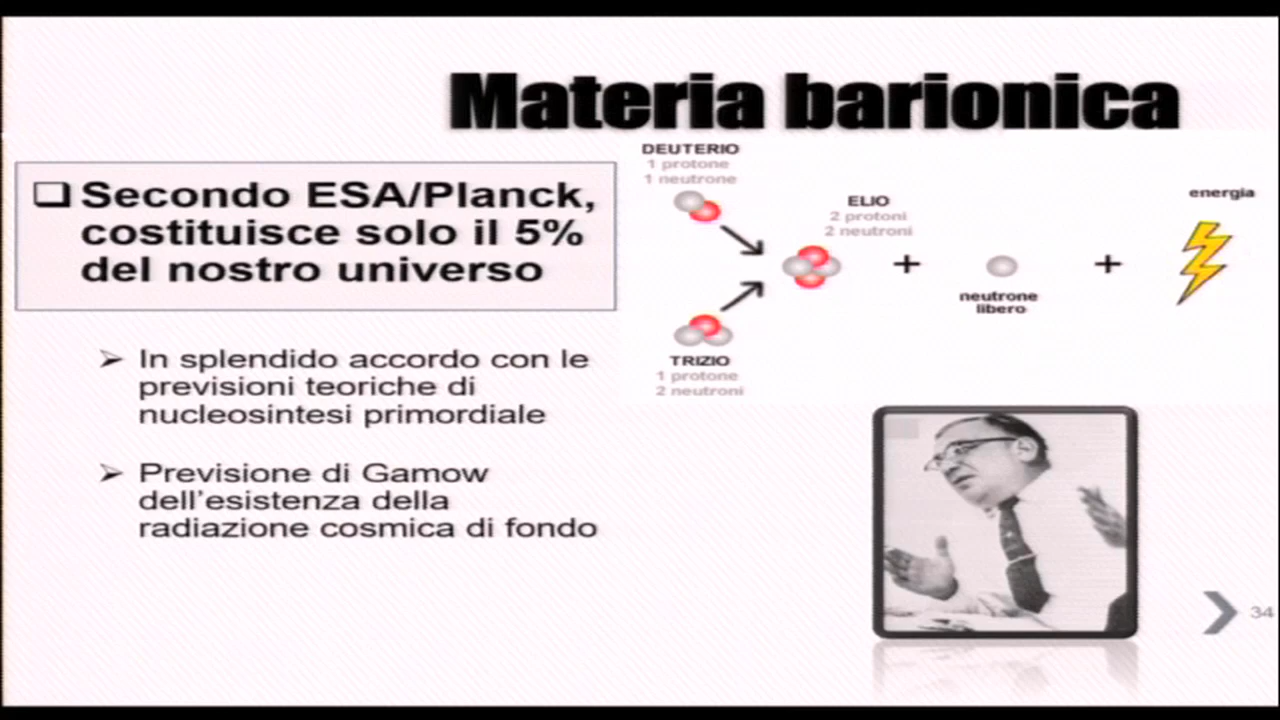 Materia barionica
Secondo ESA/Planck,
costituisce solo il 5%
del nostro universo
In splendido accordo con le
previsioni teoriche di
nucleosintesi primordiale
Previsione di Gamow
dell'esistenza della
radiazione cosmica di fondo
DEUTERIO
1 protone
1 neutrone
ELIO
2 protoni
2 neutroni
+
neutrone
libero
+
energia
TRIZIO
1 protone
2 neutroni
34